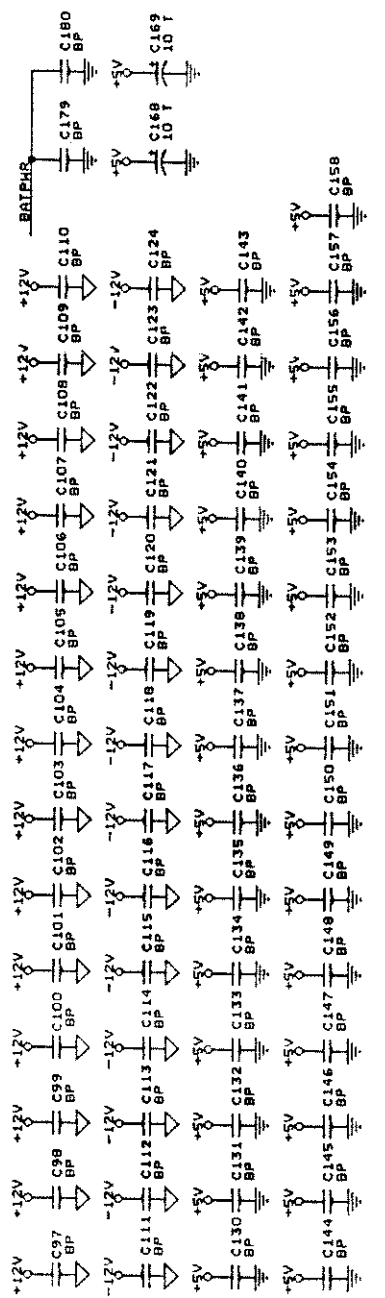 BATPWR
+12V +12V +12V +12V +12V +12V +12V +12V +12V +12V +12V +12V +12V +12V
C97 C98 C99 C100 C101 C102 C103 C104 C105 C106 C107 C108 C109 C110 C179 C180
BP BP BP BP BP BP BP BP BP BP BP BP BP BP BP BP
-12V -12V -12V -12V -12V -12V -12V -12V -12V -12V -12V -12V -12V -12V +5V +5V
C111 C112 C113 C114 C115 C116 C117 C118 C119 C120 C121 C122 C123 C124 + C168 + C169
BP BP BP BP BP BP BP BP BP BP BP BP BP BP 10 T 10 T
+5V +5V +5V +5V +5V +5V +5V +5V +5V +5V +5V +5V +5V +5V
C130 C131 C132 C133 C134 C135 C136 C137 C138 C139 C140 C141 C142 C143
BP BP BP BP BP BP BP BP BP BP BP BP BP BP
+5V +5V +5V +5V +5V +5V +5V +5V +5V +5V +5V +5V +5V +5V +5V
C144 C145 C146 C147 C148 C149 C150 C151 C152 C153 C154 C155 C156 C157 C158
BP BP BP BP BP BP BP BP BP BP BP BP BP BP BP